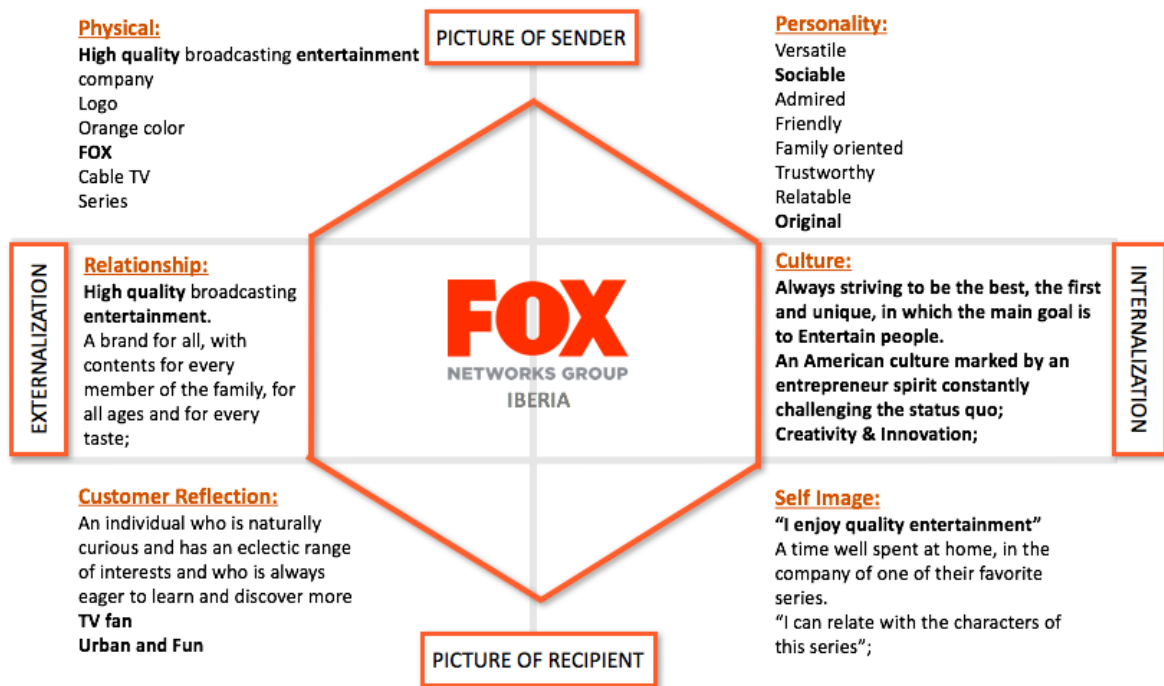 PICTURE OF SENDER
Physical:
High quality broadcasting entertainment
company
Logo
Orange color
FOX
Cable TV
Series
Personality:
Versatile
Sociable
Admired
Friendly
Family oriented
Trustworthy
Relatable
Original
EXTERNALIZATION
Relationship:
High quality broadcasting
entertainment.
A brand for all, with
contents for every
member of the family, for
all ages and for every
taste;
FOX
NETWORKS GROUP
IBERIA
Culture:
Always striving to be the best, the first
and unique, in which the main goal is
to Entertain people.
An American culture marked by an
entrepreneur spirit constantly
challenging the status quo;
Creativity & Innovation;
INTERNALIZATION
Customer Reflection:
An individual who is naturally
curious and has an eclectic range
of interests and who is always
eager to learn and discover more
TV fan
Urban and Fun
Self Image:
“I enjoy quality entertainment”
A time well spent at home, in the
company of one of their favorite
series.
“I can relate with the characters of
this series”;
PICTURE OF RECIPIENT